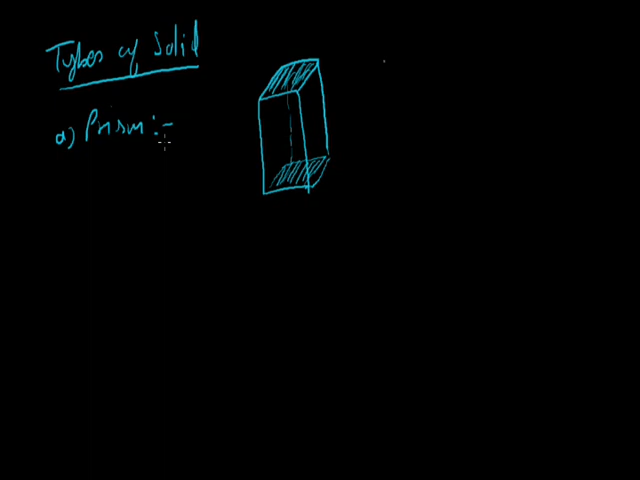 Types of Solid
a) Prism :-